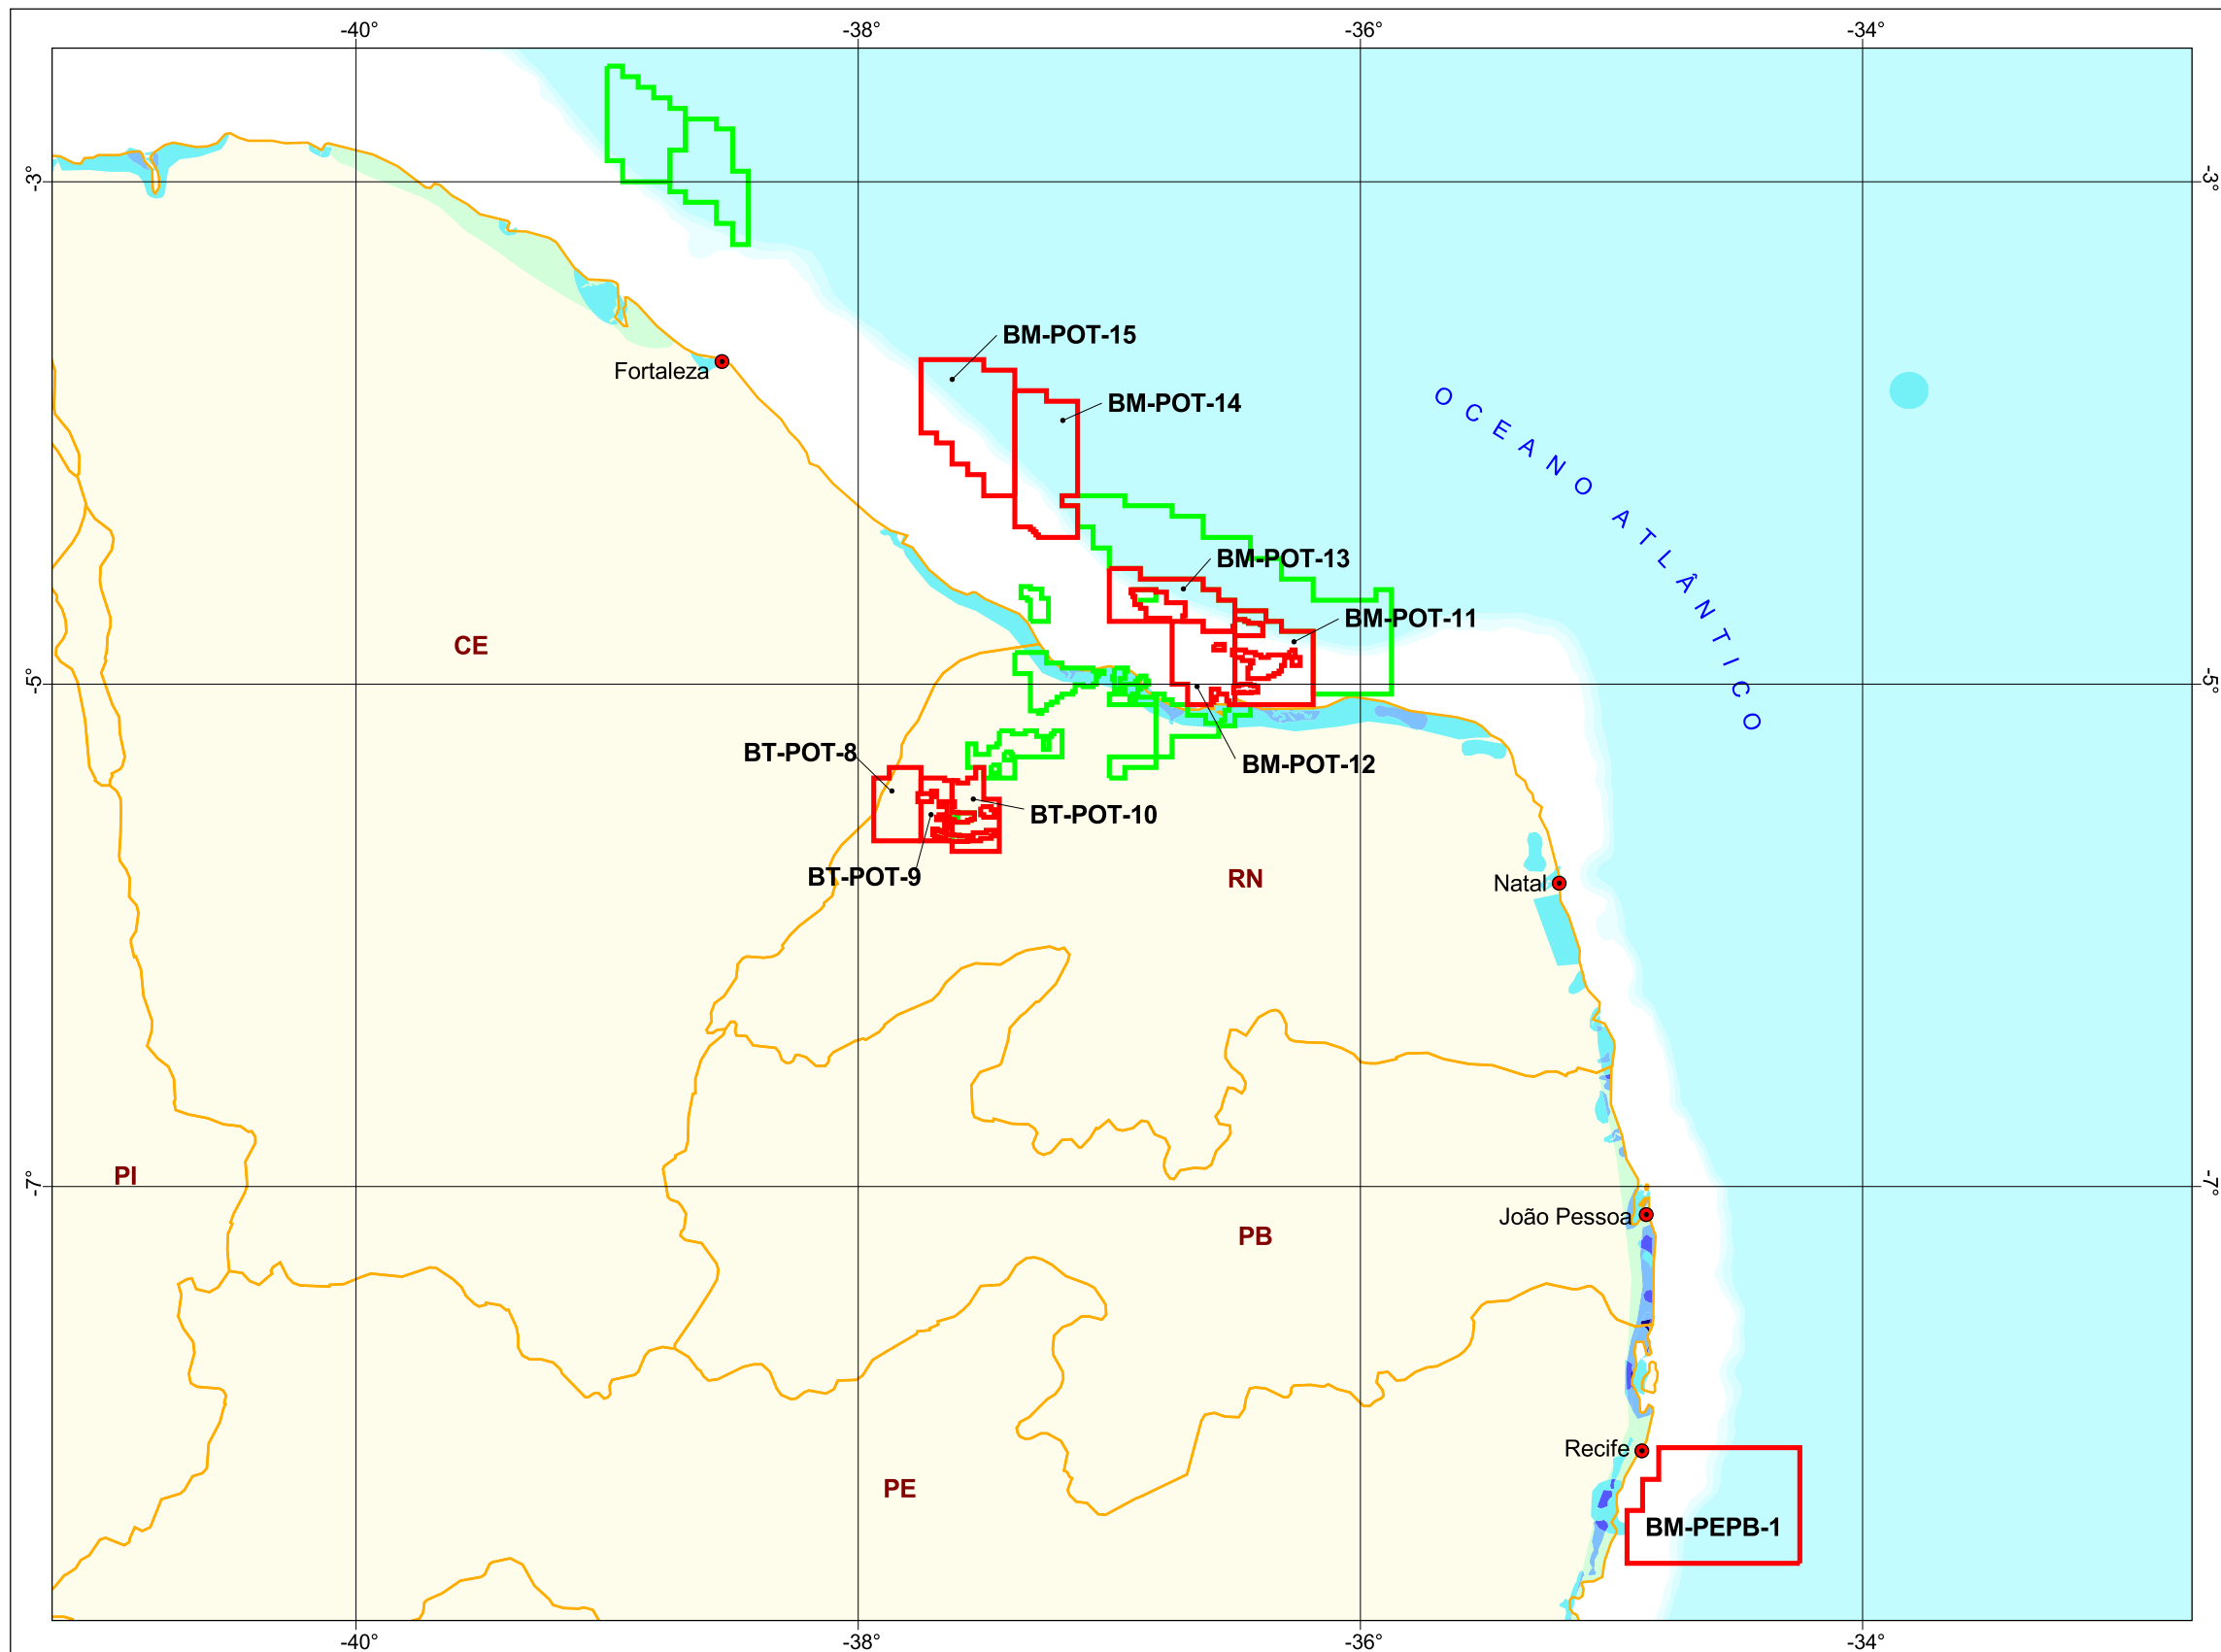 -40° -38° -36° -34°
-3° -3°
BM-POT-15
Fortaleza
BM-POT-14
OCEANO ATLÂNTICO
BM-POT-13
BM-POT-11
CE
-5° -5°
BT-POT-8
BM-POT-12
BT-POT-10
BT-POT-9
RN
Natal
PI
-7° -7°
João Pessoa
PB
Recife
PE
BM-PEPB-1
-40° -38° -36° -34°